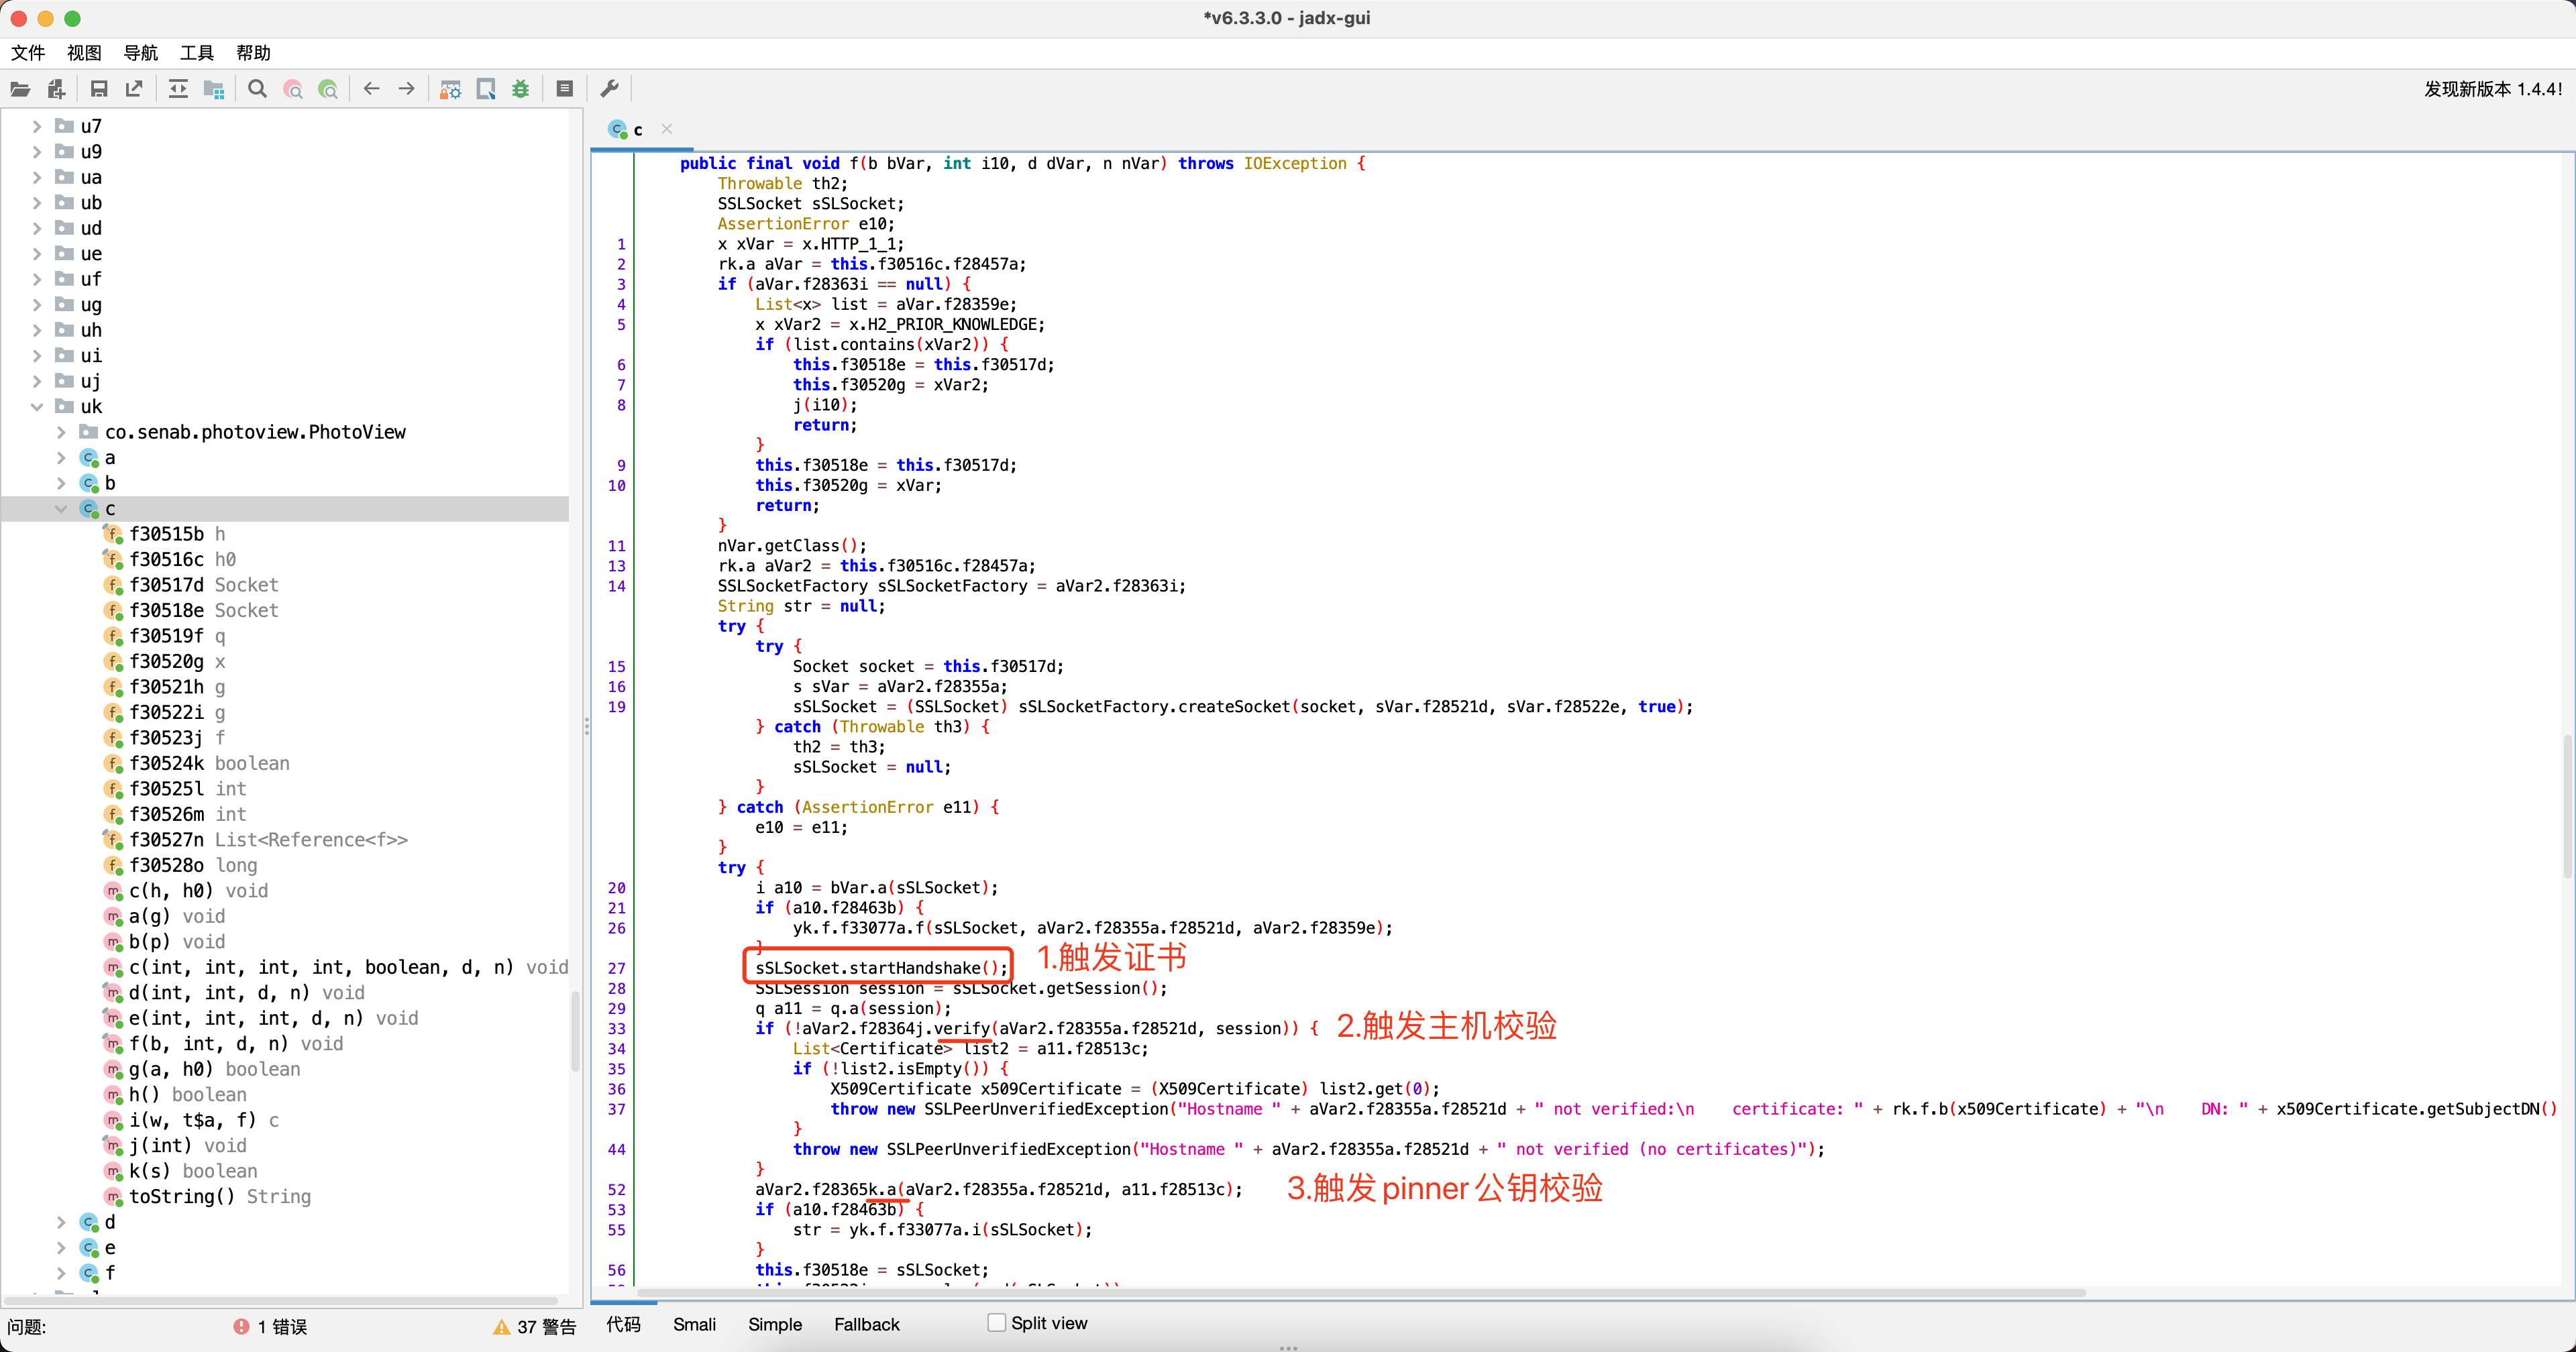 *v6.3.3.0 - jadx-gui
文件 视图 导航 工具 帮助
发现新版本 1.4.4!
u7
u9
ua
ub
ud
ue
uf
ug
uh
ui
uj
uk
co.senab.photoview.PhotoView
a
b
c
f30515b h
f30516c h0
f30517d Socket
f30518e Socket
f30519f q
f30520g x
f30521h g
f30522i g
f30523j f
f30524k boolean
f30525l int
f30526m int
f30527n List<Reference<f>>
f30528o long
c(h, h0) void
a(g) void
b(p) void
c(int, int, int, int, boolean, d, n) void
d(int, int, d, n) void
e(int, int, int, d, n) void
f(b, int, d, n) void
g(a, h0) boolean
h() boolean
i(w, t$a, f) c
j(int) void
k(s) boolean
toString() String
d
e
f
c
public final void f(b bVar, int i10, d dVar, n nVar) throws IOException {
Throwable th2;
SSLSocket sSLSocket;
AssertionError e10;
1 x xVar = x.HTTP_1_1;
2 rk.a aVar = this.f30516c.f28457a;
3 if (aVar.f28363i == null) {
4 List<x> list = aVar.f28359e;
5 x xVar2 = x.H2_PRIOR_KNOWLEDGE;
if (list.contains(xVar2)) {
6 this.f30518e = this.f30517d;
7 this.f30520g = xVar2;
8 j(i10);
return;
}
9 this.f30518e = this.f30517d;
10 this.f30520g = xVar;
return;
}
11 nVar.getClass();
13 rk.a aVar2 = this.f30516c.f28457a;
14 SSLSocketFactory sSLSocketFactory = aVar2.f28363i;
String str = null;
try {
try {
15 Socket socket = this.f30517d;
16 s sVar = aVar2.f28355a;
19 sSLSocket = (SSLSocket) sSLSocketFactory.createSocket(socket, sVar.f28521d, sVar.f28522e, true);
} catch (Throwable th3) {
th2 = th3;
sSLSocket = null;
}
} catch (AssertionError e11) {
e10 = e11;
}
try {
20 i a10 = bVar.a(sSLSocket);
21 if (a10.f28463b) {
26 yk.f.f33077a.f(sSLSocket, aVar2.f28355a.f28521d, aVar2.f28359e);
}
27 sSLSocket.startHandshake(); 1.触发证书
28 SSLSession session = sSLSocket.getSession();
29 q a11 = q.a(session);
33 if (!aVar2.f28364j.verify(aVar2.f28355a.f28521d, session)) { 2.触发主机校验
34 List<Certificate> list2 = a11.f28513c;
35 if (!list2.isEmpty()) {
36 X509Certificate x509Certificate = (X509Certificate) list2.get(0);
37 throw new SSLPeerUnverifiedException("Hostname " + aVar2.f28355a.f28521d + " not verified:\n    certificate: " + rk.f.b(x509Certificate) + "\n    DN: " + x509Certificate.getSubjectDN()
}
44 throw new SSLPeerUnverifiedException("Hostname " + aVar2.f28355a.f28521d + " not verified (no certificates)");
}
52 aVar2.f28365k.a(aVar2.f28355a.f28521d, a11.f28513c); 3.触发pinner公钥校验
53 if (a10.f28463b) {
55 str = yk.f.f33077a.i(sSLSocket);
}
56 this.f30518e = sSLSocket;
问题: 1 错误 37 警告
代码 Smali Simple Fallback Split view